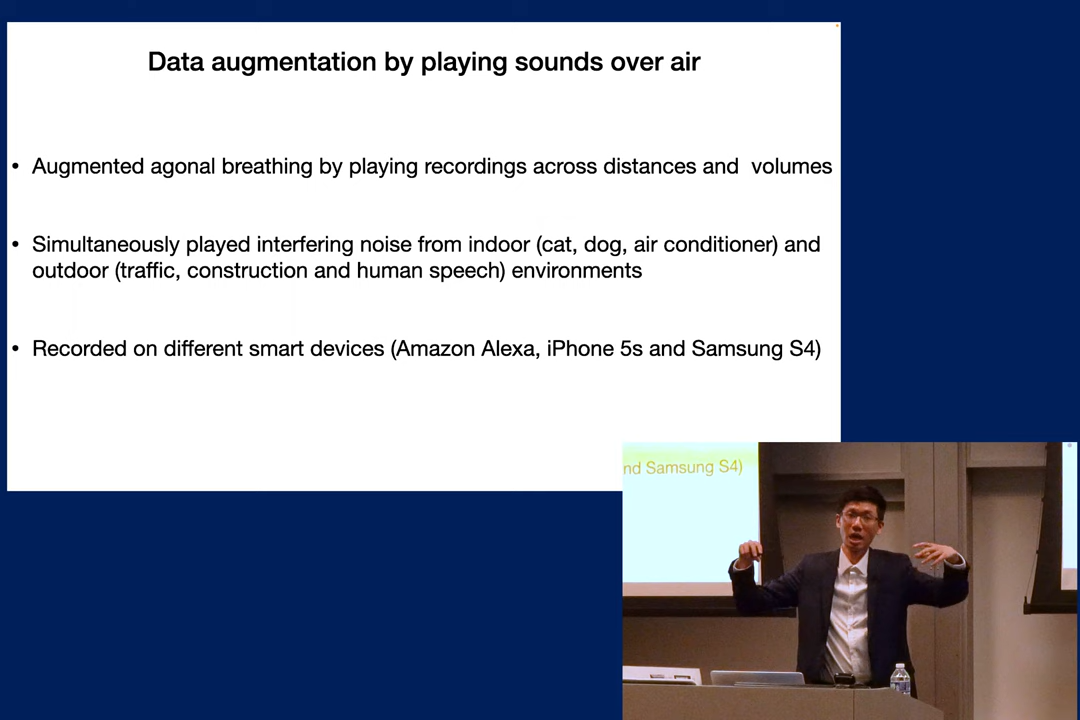 Data augmentation by playing sounds over air
• Augmented agonal breathing by playing recordings across distances and volumes
• Simultaneously played interfering noise from indoor (cat, dog, air conditioner) and
outdoor (traffic, construction and human speech) environments
• Recorded on different smart devices (Amazon Alexa, iPhone 5s and Samsung S4)
nd Samsung S4)